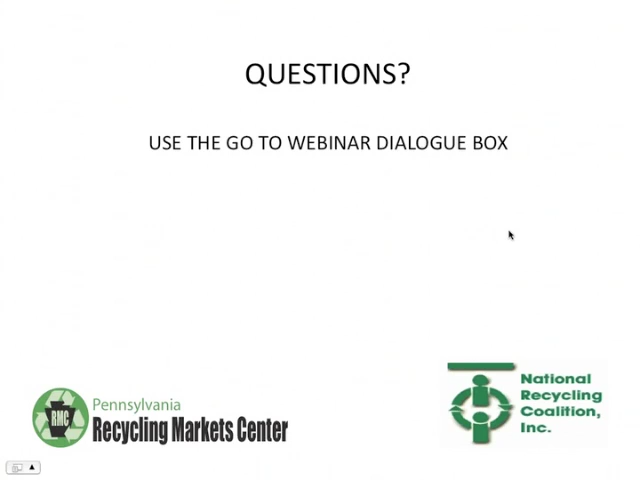 QUESTIONS?
USE THE GO TO WEBINAR DIALOGUE BOX
RMC
Pennsylvania
Recycling Markets Center
National
Recycling
Coalition,
Inc.